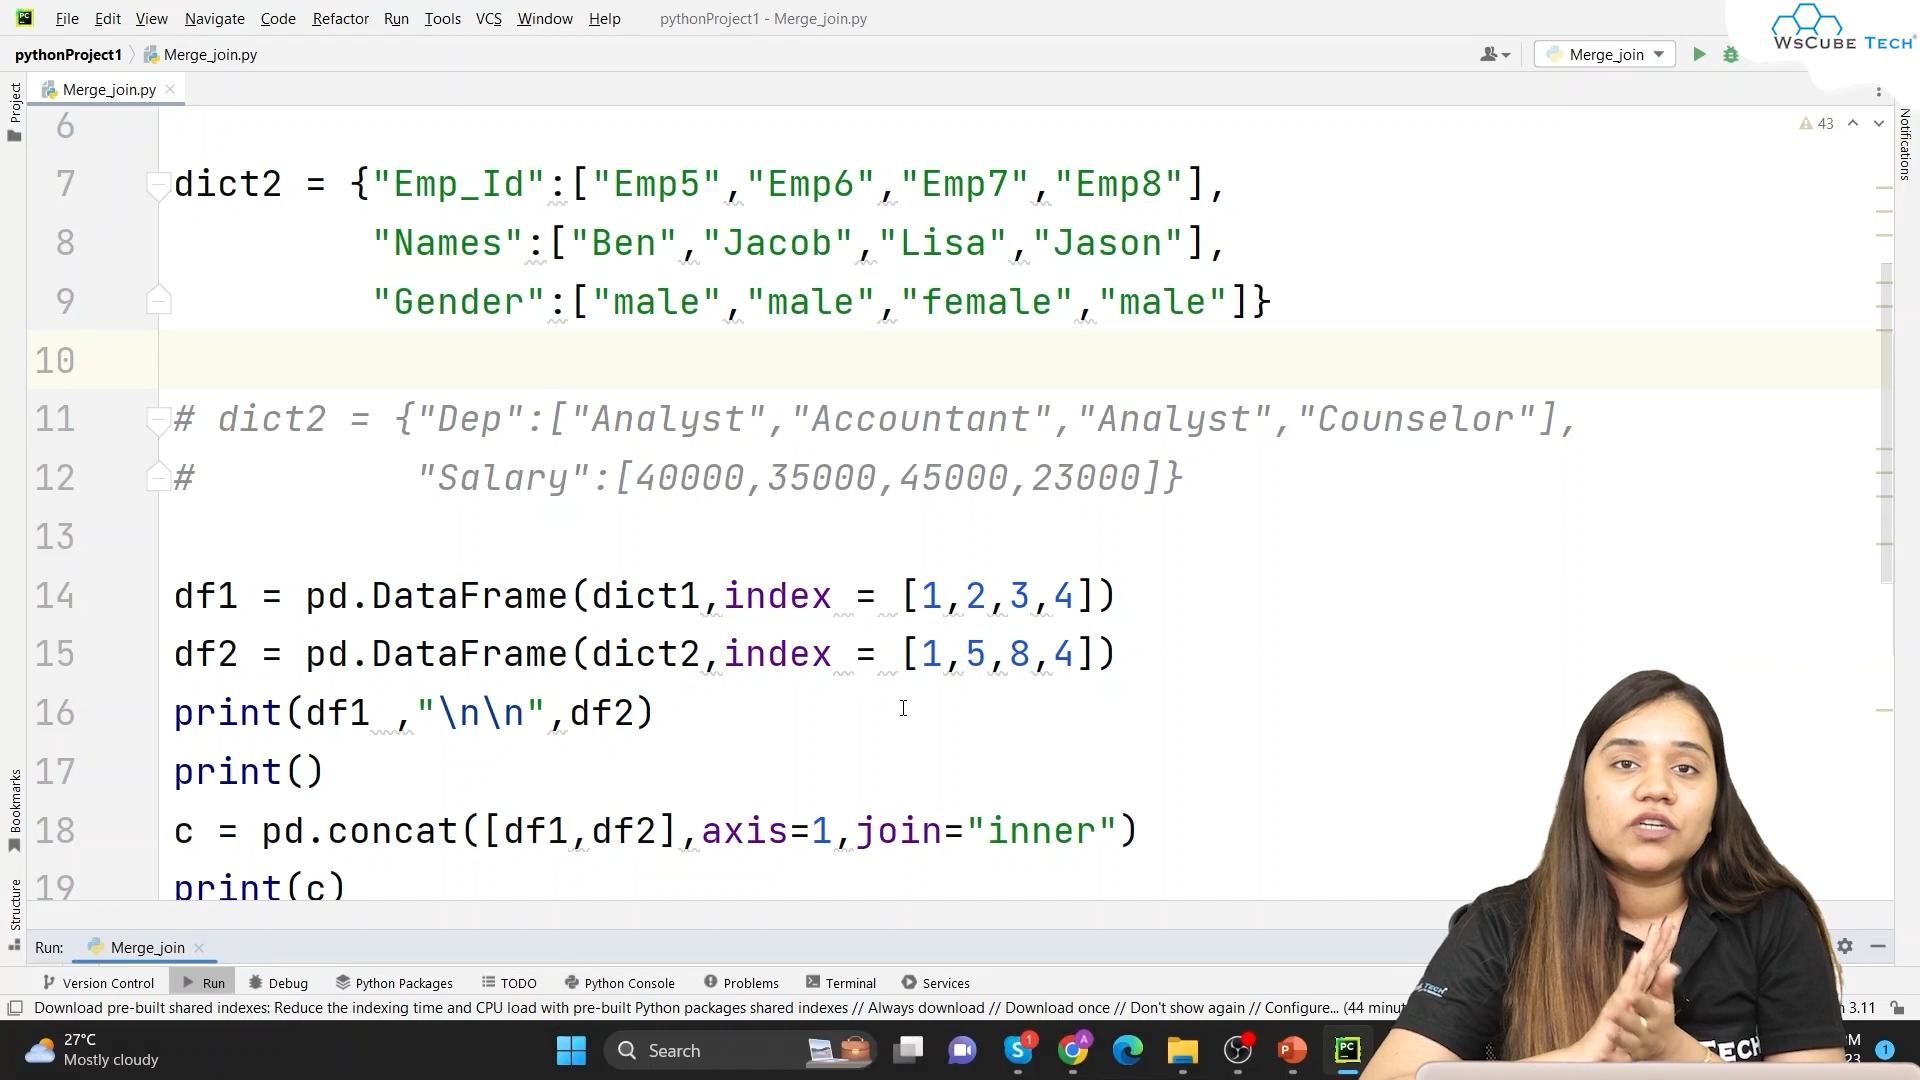 File Edit View Navigate Code Refactor Run Tools VCS Window Help pythonProject1 - Merge_join.py
WsCube Tech
pythonProject1 Merge_join.py Merge_join
Merge_join.py
Project
Notifications
43
6
7 dict2 = {"Emp_Id":["Emp5","Emp6","Emp7","Emp8"],
8 "Names":["Ben","Jacob","Lisa","Jason"],
9 "Gender":["male","male","female","male"]}
10
11 # dict2 = {"Dep":["Analyst","Accountant","Analyst","Counselor"],
12 # "Salary":[40000,35000,45000,23000]}
13
14 df1 = pd.DataFrame(dict1,index = [1,2,3,4])
15 df2 = pd.DataFrame(dict2,index = [1,5,8,4])
16 print(df1 ,"\n\n",df2)
17 print()
18 c = pd.concat([df1,df2],axis=1,join="inner")
19 print(c)
Bookmarks
Structure
Run: Merge_join
Version Control Run Debug Python Packages TODO Python Console Problems Terminal Services
Download pre-built shared indexes: Reduce the indexing time and CPU load with pre-built Python packages shared indexes // Always download // Download once // Don't show again // Configure... (44 3.11
27°C
Mostly cloudy
Search
TECH
1